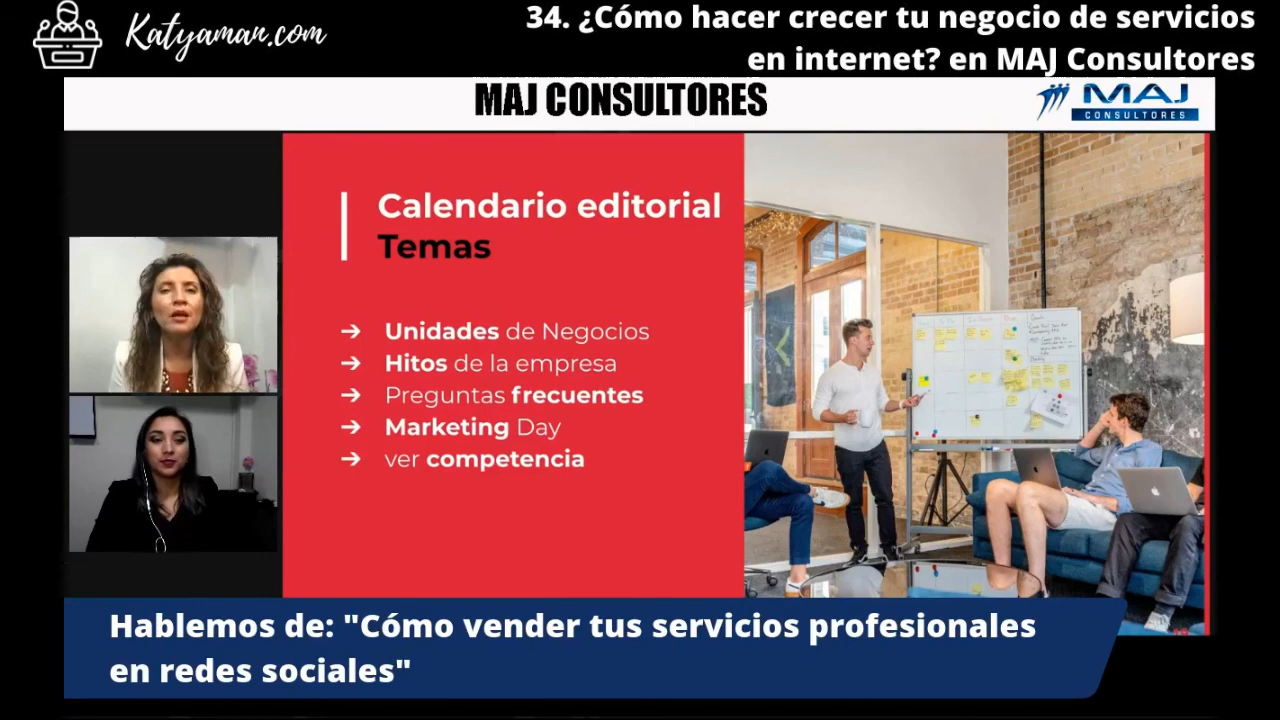 Katyaman.com
34. ¿Cómo hacer crecer tu negocio de servicios
en internet? en MAJ Consultores
MAJ CONSULTORES
MAJ
CONSULTORES
Calendario editorial
Temas
➔ Unidades de Negocios
➔ Hitos de la empresa
➔ Preguntas frecuentes
➔ Marketing Day
➔ ver competencia
Hablemos de: "Cómo vender tus servicios profesionales
en redes sociales"